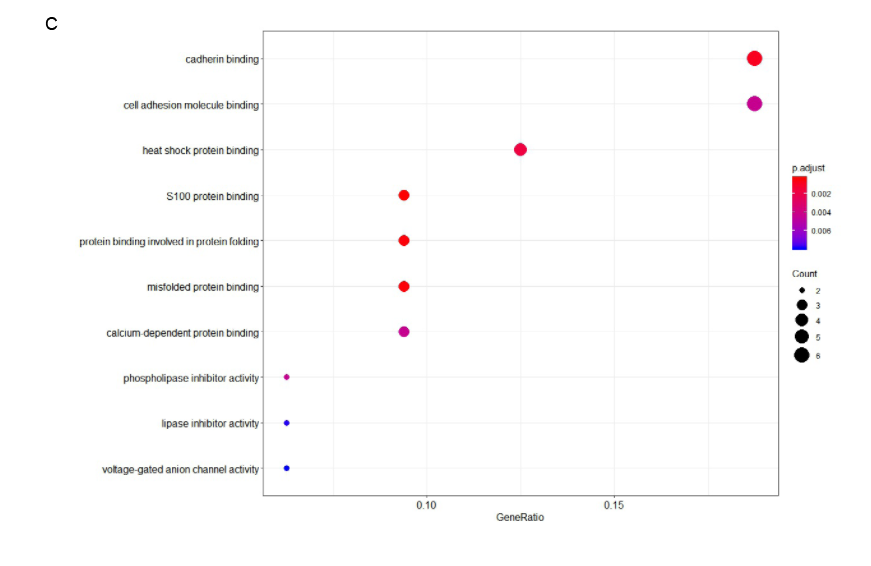 C
cadherin binding
cell adhesion molecule binding
heat shock protein binding
S100 protein binding
protein binding involved in protein folding
misfolded protein binding
calcium-dependent protein binding
phospholipase inhibitor activity
lipase inhibitor activity
voltage-gated anion channel activity
0.10 0.15
GeneRatio
p.adjust
0.002
0.004
0.006
Count
2
3
4
5
6